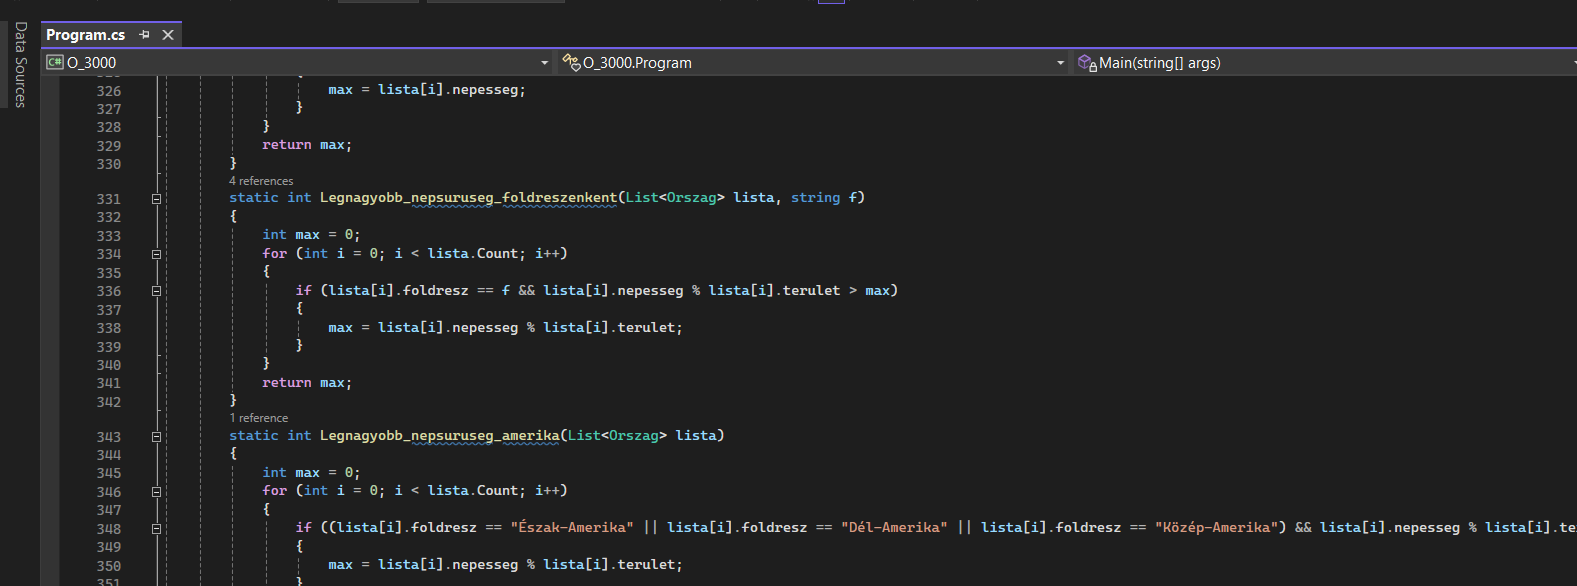 Data Sources
Program.cs
C# O_3000
O_3000.Program
Main(string[] args)
326 max = lista[i].nepesseg;
327 }
328 }
329 return max;
330 }
4 references
331 static int Legnagyobb_nepsuruseg_foldreszenkent(List<Orszag> lista, string f)
332 {
333 int max = 0;
334 for (int i = 0; i < lista.Count; i++)
335 {
336 if (lista[i].foldresz == f && lista[i].nepesseg % lista[i].terulet > max)
337 {
338 max = lista[i].nepesseg % lista[i].terulet;
339 }
340 }
341 return max;
342 }
1 reference
343 static int Legnagyobb_nepsuruseg_amerika(List<Orszag> lista)
344 {
345 int max = 0;
346 for (int i = 0; i < lista.Count; i++)
347 {
348 if ((lista[i].foldresz == "Észak-Amerika" || lista[i].foldresz == "Dél-Amerika" || lista[i].foldresz == "Közép-Amerika") && lista[i].nepesseg % lista[i].te
349 {
350 max = lista[i].nepesseg % lista[i].terulet;
351 }